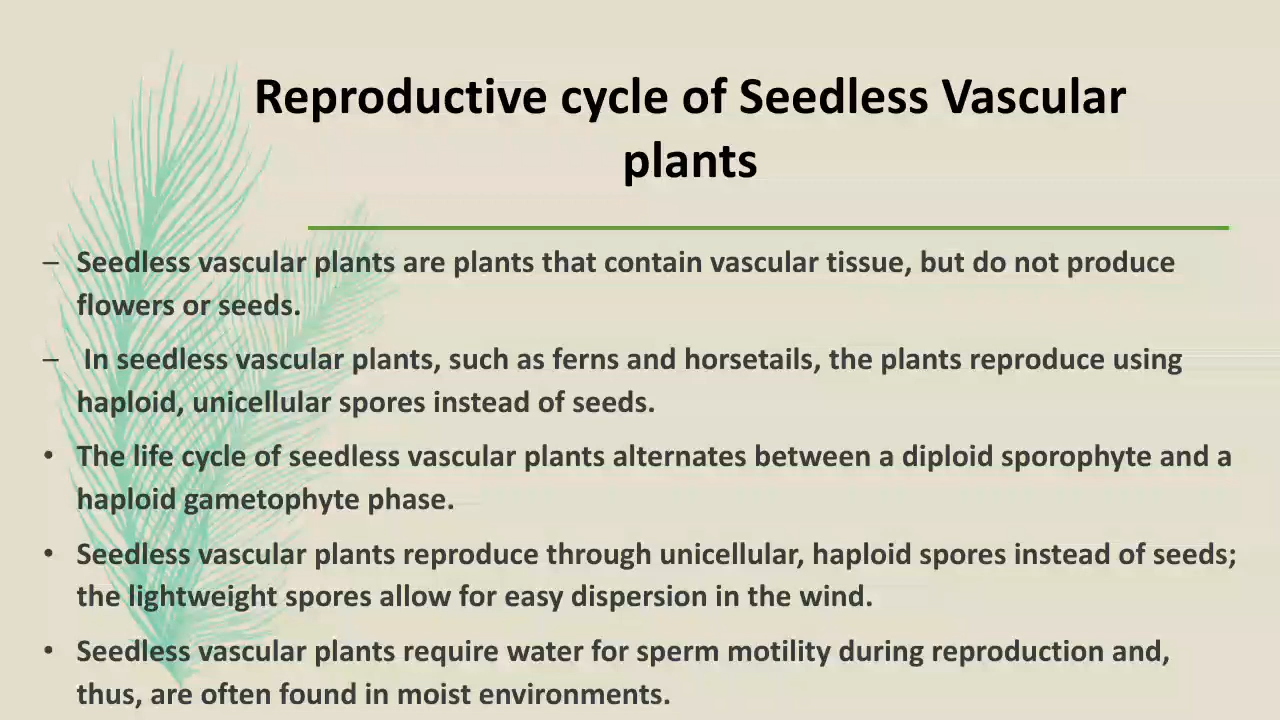 Reproductive cycle of Seedless Vascular
plants
– Seedless vascular plants are plants that contain vascular tissue, but do not produce
flowers or seeds.
– In seedless vascular plants, such as ferns and horsetails, the plants reproduce using
haploid, unicellular spores instead of seeds.
• The life cycle of seedless vascular plants alternates between a diploid sporophyte and a
haploid gametophyte phase.
• Seedless vascular plants reproduce through unicellular, haploid spores instead of seeds;
the lightweight spores allow for easy dispersion in the wind.
• Seedless vascular plants require water for sperm motility during reproduction and,
thus, are often found in moist environments.